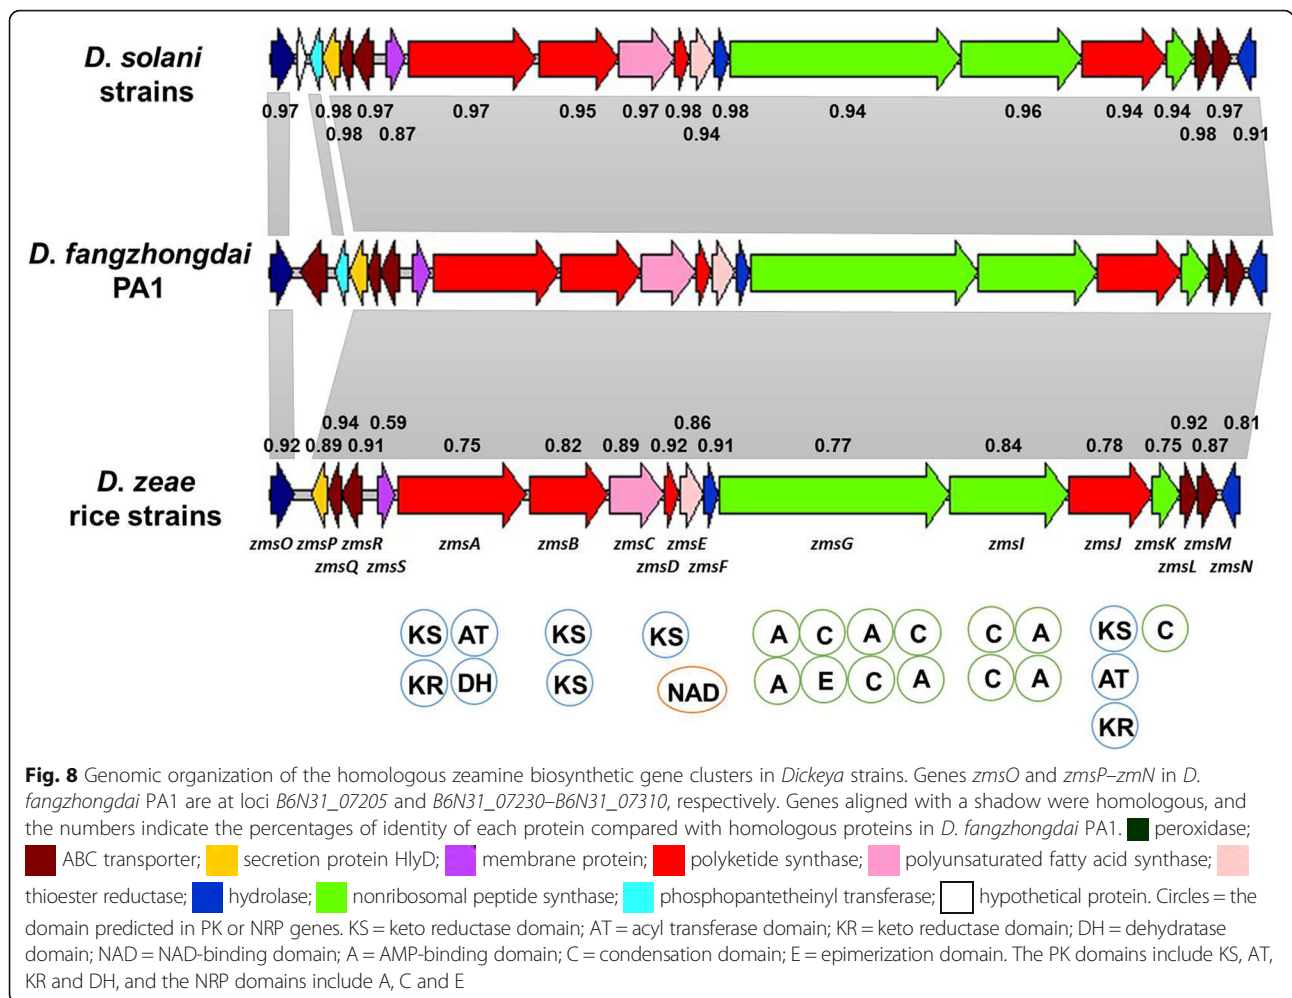 D. solani
strains
0.97 0.98 0.97 0.97 0.95 0.97 0.98 0.98 0.94 0.96 0.94 0.94 0.97
0.98 0.87 0.94 0.98 0.91
D. fangzhongdai
PA1
0.94 0.59 0.86 0.92 0.81
0.92 0.89 0.91 0.75 0.82 0.89 0.92 0.91 0.77 0.84 0.78 0.75 0.87
D. zeae
rice strains
zmsO zmsP zmsR zmsA zmsB zmsC zmsE zmsG zmsI zmsJ zmsK zmsM
zmsQ zmsS zmsD zmsF zmsL zmsN
KS AT KS KS A C A C C A KS C
KR DH KS NAD A E C A C A AT
KR
Fig. 8 Genomic organization of the homologous zeamine biosynthetic gene clusters in Dickeya strains. Genes zmsO and zmsP–zmN in D.
fangzhongdai PA1 are at loci B6N31_07205 and B6N31_07230–B6N31_07310, respectively. Genes aligned with a shadow were homologous, and
the numbers indicate the percentages of identity of each protein compared with homologous proteins in D. fangzhongdai PA1. peroxidase;
ABC transporter; secretion protein HlyD; membrane protein; polyketide synthase; polyunsaturated fatty acid synthase;
thioester reductase; hydrolase; nonribosomal peptide synthase; phosphopantetheinyl transferase; hypothetical protein. Circles = the
domain predicted in PK or NRP genes. KS = keto reductase domain; AT = acyl transferase domain; KR = keto reductase domain; DH = dehydratase
domain; NAD = NAD-binding domain; A = AMP-binding domain; C = condensation domain; E = epimerization domain. The PK domains include KS, AT,
KR and DH, and the NRP domains include A, C and E